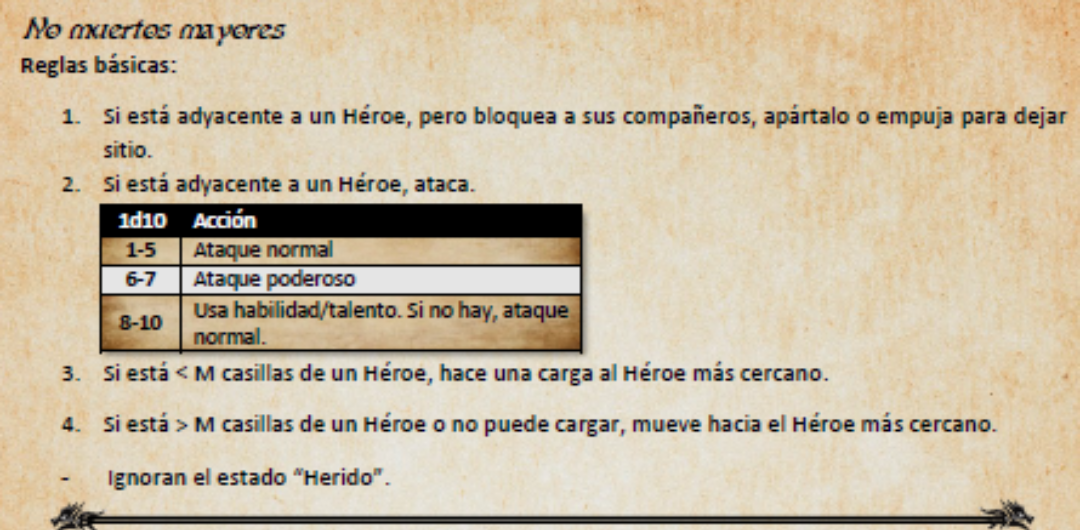 No muertos mayores
Reglas básicas:
1. Si está adyacente a un Héroe, pero bloquea a sus compañeros, apártalo o empuja para dejar
sitio.
2. Si está adyacente a un Héroe, ataca.
1d10 Acción
1-5 Ataque normal
6-7 Ataque poderoso
8-10 Usa habilidad/talento. Si no hay, ataque
normal.
3. Si está < M casillas de un Héroe, hace una carga al Héroe más cercano.
4. Si está > M casillas de un Héroe o no puede cargar, mueve hacia el Héroe más cercano.
- Ignoran el estado “Herido”.